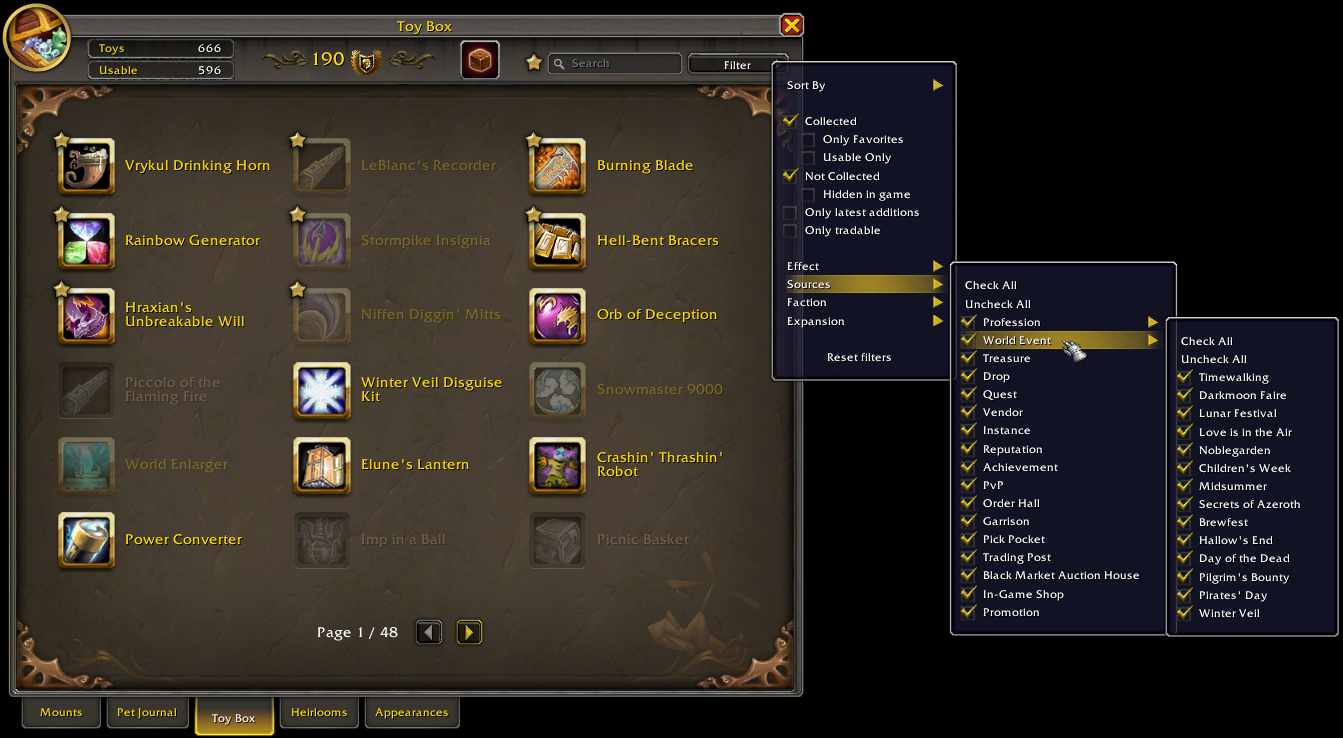 Toy Box
Toys 666
Usable 596
190
Search
Filter
Vrykul Drinking Horn
LeBlanc's Recorder
Burning Blade
Rainbow Generator
Stormpike Insignia
Hell-Bent Bracers
Hraxian's
Unbreakable Will
Niffen Diggin' Mitts
Orb of Deception
Piccolo of the
Flaming Fire
Winter Veil Disguise
Kit
Snowmaster 9000
World Enlarger
Elune's Lantern
Crashin' Thrashin'
Robot
Power Converter
Imp in a Ball
Picnic Basket
Page 1 / 48
Mounts
Pet Journal
Toy Box
Heirlooms
Appearances
Sort By
Collected
Only Favorites
Usable Only
Not Collected
Hidden in game
Only latest additions
Only tradable
Effect
Sources
Faction
Expansion
Reset filters
Check All
Uncheck All
Profession
World Event
Treasure
Drop
Quest
Vendor
Instance
Reputation
Achievement
PvP
Order Hall
Garrison
Pick Pocket
Trading Post
Black Market Auction House
In-Game Shop
Promotion
Check All
Uncheck All
Timewalking
Darkmoon Faire
Lunar Festival
Love is in the Air
Noblegarden
Children's Week
Midsummer
Secrets of Azeroth
Brewfest
Hallow's End
Day of the Dead
Pilgrim's Bounty
Pirates' Day
Winter Veil